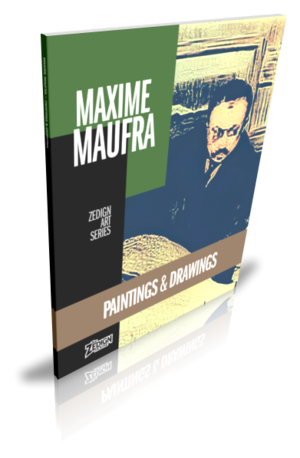 MAXIME
MAUFRA
ZEDIGN
ART
SERIES
PAINTINGS & DRAWINGS
ZEDIGN